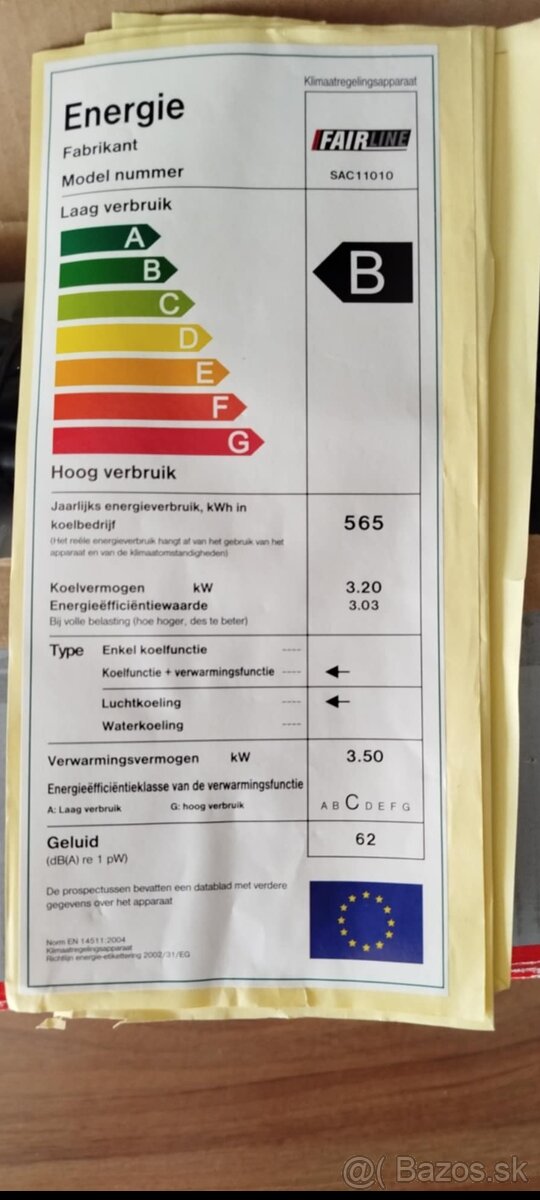 Klimaatregelingsapparaat
Energie
Fabrikant
FAIRLINE
Model nummer
SAC11010
Laag verbruik
A
B
B
C
D
E
F
G
Hoog verbruik
Jaarlijks energieverbruik, kWh in
koelbedrijf
565
(Het reële energieverbruik hangt af van het gebruik van het
apparaat en van de klimaatomstandigheden)
Koelvermogen kW 3.20
Energieëfficiëntiewaarde 3.03
Bij volle belasting (hoe hoger, des te beter)
Type Enkel koelfunctie ----
Koelfunctie + verwarmingsfunctie ----
Luchtkoeling ----
Waterkoeling ----
Verwarmingsvermogen kW 3.50
Energieëfficiëntieklasse van de verwarmingsfunctie
A: Laag verbruik G: hoog verbruik A B C D E F G
Geluid 62
(dB(A) re 1 pW)
De prospectussen bevatten een datablad met verdere
gegevens over het apparaat
Norm EN 14511:2004
Klimaatregelingsapparaat
Richtlijn energie-etikettering 2002/31/EG
@( Bazos.sk